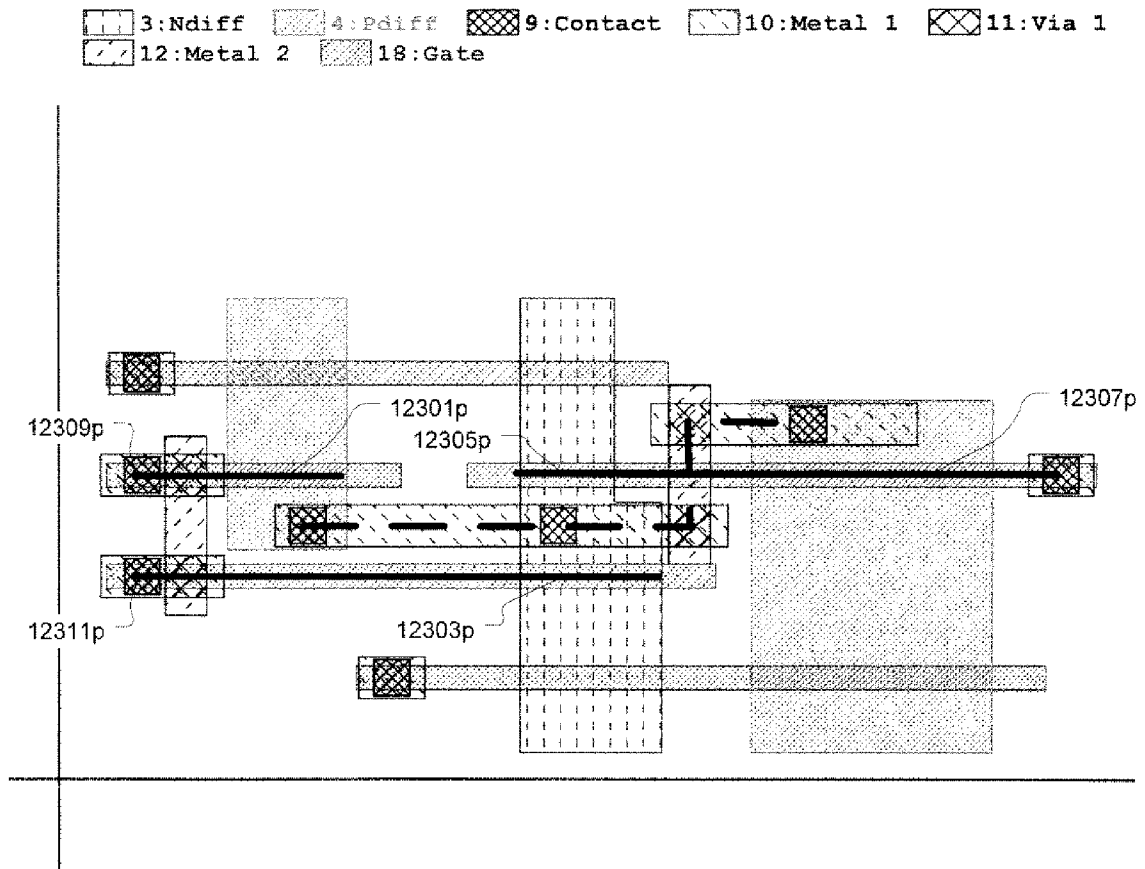 3:Ndiff 4:Pdiff 9:Contact 10:Metal 1 11:Via 1
12:Metal 2 18:Gate
12307p
12301p
12309p
12305p
12311p
12303p